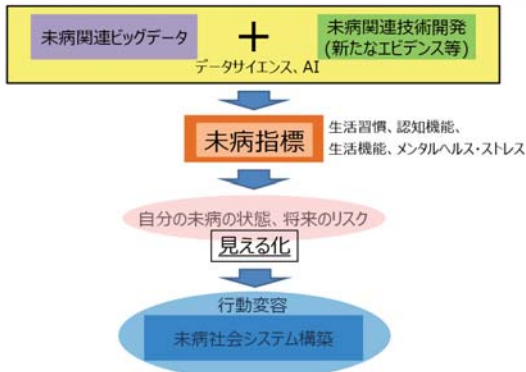 未病関連ビッグデータ
+
未病関連技術開発
(新たなエビデンス等)
データサイエンス、AI
未病指標
生活習慣、認知機能、
生活機能、メンタルヘルス・ストレス
自分の未病の状態、将来のリスク
見える化
行動変容
未病社会システム構築